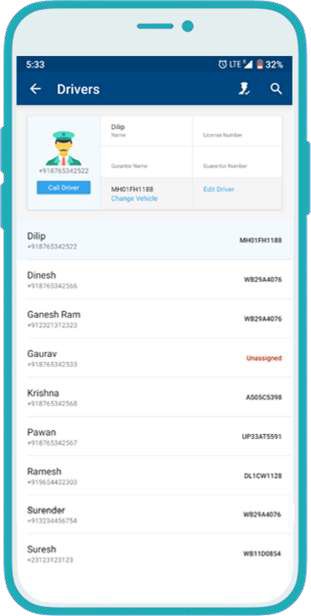 5:33 LTE 32%
Drivers
Dilip
Name
License Number
+918765342522
Call Driver
Guarantor Number
MH01FH1188
Edit Driver
Change Vehicle
Dilip
+918765342522
MH01FH1188
Dinesh
+918765342566
WB29A4076
Ganesh Ram
+912321312323
WB29A4076
Gaurav
+918765342533
Unassigned
Krishna
+918765342568
AS05C5398
Pawan
+918765342567
UP33AT5591
Ramesh
+919654432303
DL1CW1128
Surender
+913234456754
WB29A4076
Suresh
+23123123123
WB11D0854